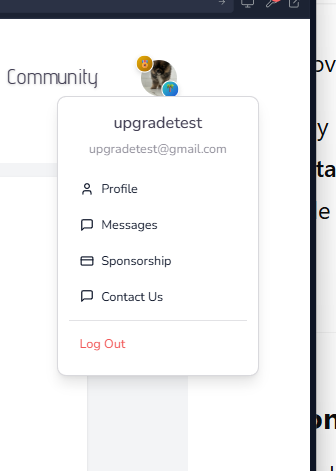 Community
upgradetest
upgradetest@gmail.com
Profile
Messages
Sponsorship
Contact Us
Log Out